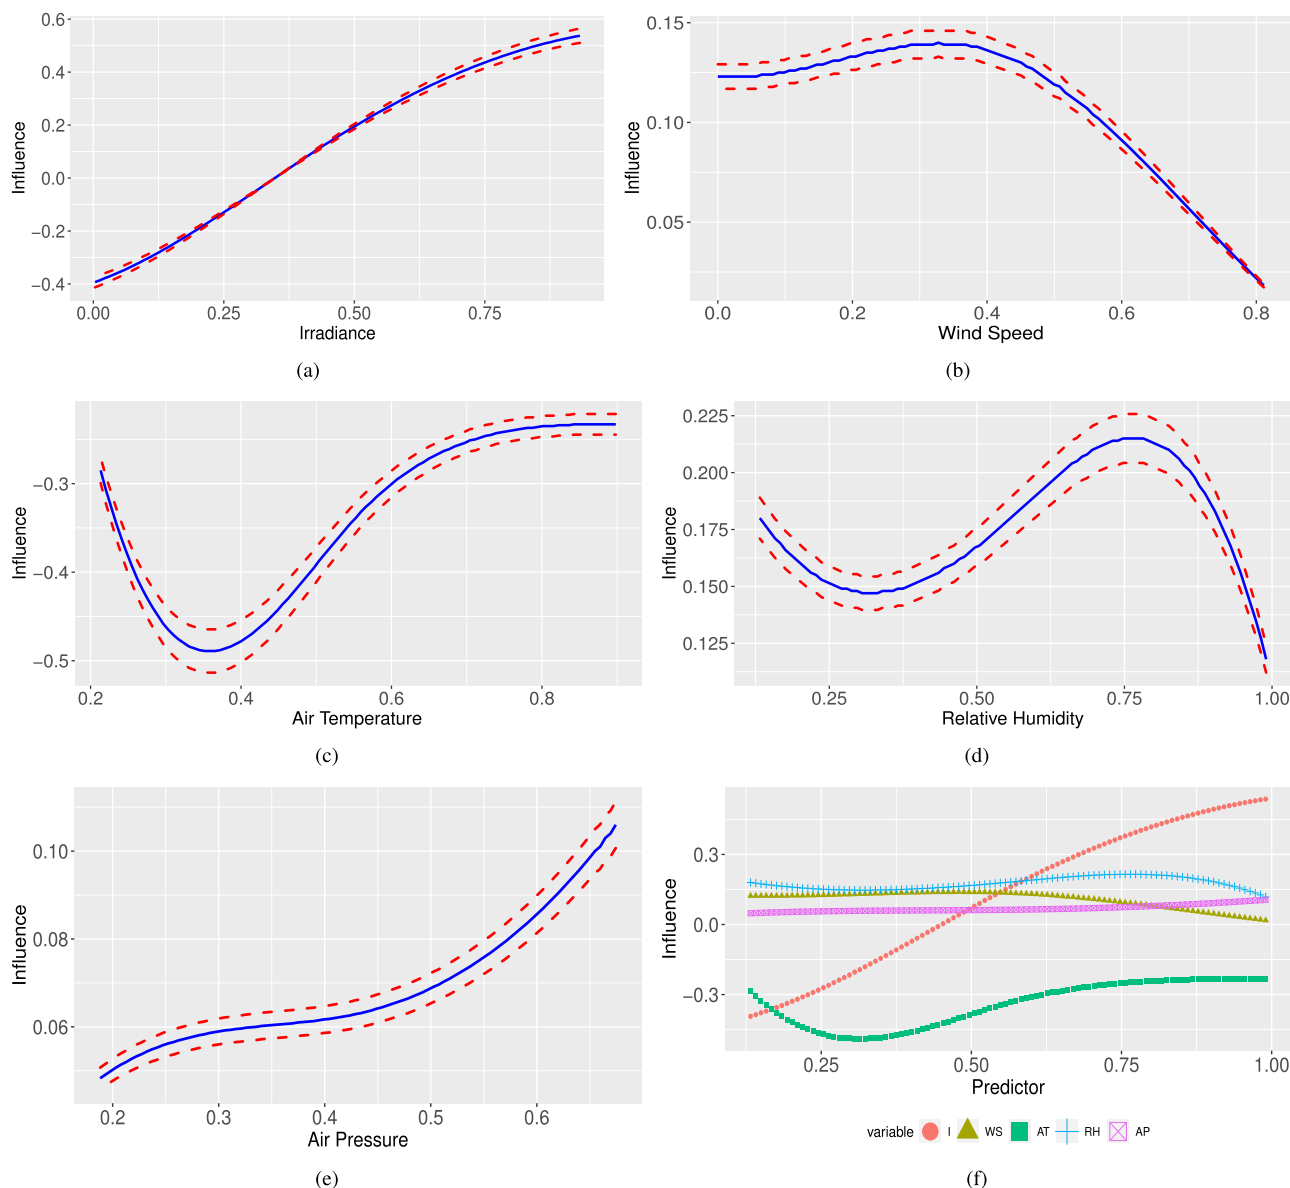 0.6
0.4
0.2
0.0
−0.2
−0.4
Influence
0.00 0.25 0.50 0.75
Irradiance
(a)
0.15
0.10
0.05
Influence
0.0 0.2 0.4 0.6 0.8
Wind Speed
(b)
−0.3
−0.4
−0.5
Influence
0.2 0.4 0.6 0.8
Air Temperature
(c)
0.225
0.200
0.175
0.150
0.125
Influence
0.25 0.50 0.75 1.00
Relative Humidity
(d)
0.10
0.08
0.06
Influence
0.2 0.3 0.4 0.5 0.6
Air Pressure
(e)
0.3
0.0
−0.3
Influence
0.25 0.50 0.75 1.00
Predictor
variable I WS AT RH AP
(f)